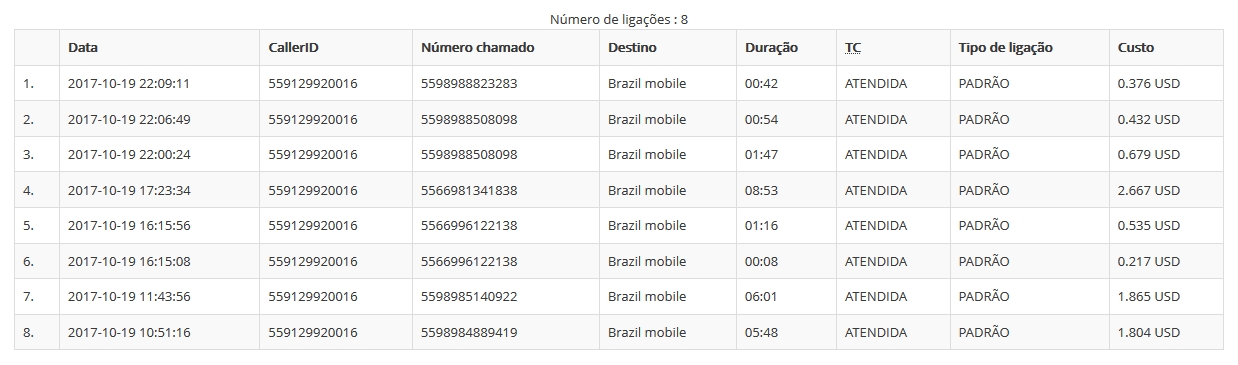 Número de ligações : 8
Data CallerID Número chamado Destino Duração TC Tipo de ligação Custo
1. 2017-10-19 22:09:11 559129920016 5598988823283 Brazil mobile 00:42 ATENDIDA PADRÃO 0.376 USD
2. 2017-10-19 22:06:49 559129920016 5598988508098 Brazil mobile 00:54 ATENDIDA PADRÃO 0.432 USD
3. 2017-10-19 22:00:24 559129920016 5598988508098 Brazil mobile 01:47 ATENDIDA PADRÃO 0.679 USD
4. 2017-10-19 17:23:34 559129920016 5566981341838 Brazil mobile 08:53 ATENDIDA PADRÃO 2.667 USD
5. 2017-10-19 16:15:56 559129920016 5566996122138 Brazil mobile 01:16 ATENDIDA PADRÃO 0.535 USD
6. 2017-10-19 16:15:08 559129920016 5566996122138 Brazil mobile 00:08 ATENDIDA PADRÃO 0.217 USD
7. 2017-10-19 11:43:56 559129920016 5598985140922 Brazil mobile 06:01 ATENDIDA PADRÃO 1.865 USD
8. 2017-10-19 10:51:16 559129920016 5598984889419 Brazil mobile 05:48 ATENDIDA PADRÃO 1.804 USD